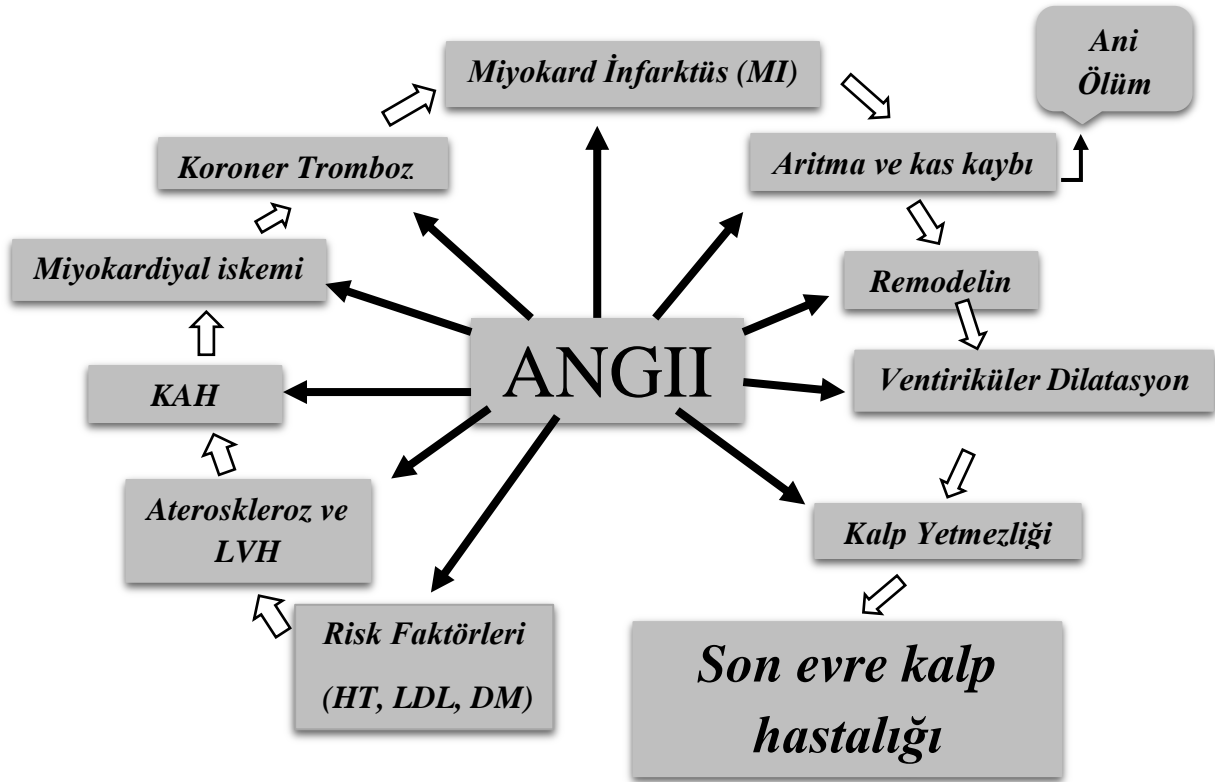 Ani
Ölüm
Miyokard İnfarktüs (MI)
Koroner Tromboz
Aritma ve kas kaybı
Miyokardiyal iskemi
Remodelin
ANGII
KAH
Ventiriküler Dilatasyon
Ateroskleroz ve
LVH
Kalp Yetmezliği
Risk Faktörleri
(HT, LDL, DM)
Son evre kalp
hastalığı